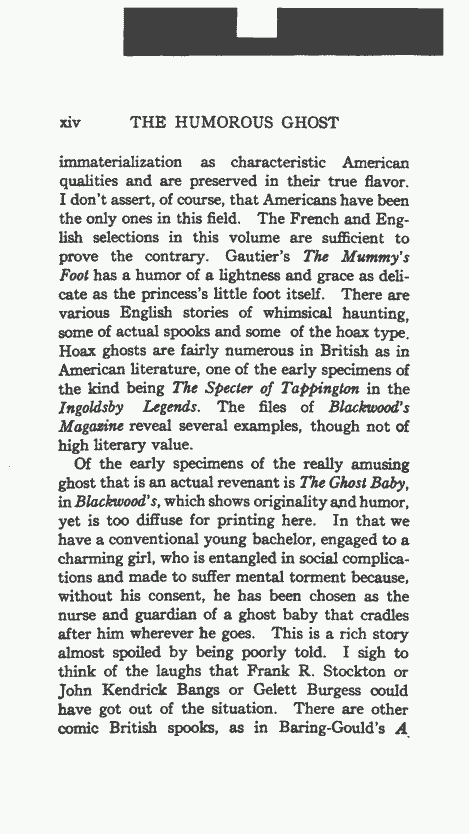 xiv THE HUMOROUS GHOST
immaterialization as characteristic American
qualities and are preserved in their true flavor.
I don't assert, of course, that Americans have been
the only ones in this field. The French and Eng-
lish selections in this volume are sufficient to
prove the contrary. Gautier's The Mummy's
Foot has a humor of a lightness and grace as deli-
cate as the princess's little foot itself. There are
various English stories of whimsical haunting,
some of actual spooks and some of the hoax type.
Hoax ghosts are fairly numerous in British as in
American literature, one of the early specimens of
the kind being The Specter of Tappington in the
Ingoldsby Legends. The files of Blackwood's
Magazine reveal several examples, though not of
high literary value.
Of the early specimens of the really amusing
ghost that is an actual revenant is The Ghost Baby,
in Blackwood's, which shows originality and humor,
yet is too diffuse for printing here. In that we
have a conventional young bachelor, engaged to a
charming girl, who is entangled in social complica-
tions and made to suffer mental torment because,
without his consent, he has been chosen as the
nurse and guardian of a ghost baby that cradles
after him wherever he goes. This is a rich story
almost spoiled by being poorly told. I sigh to
think of the laughs that Frank R. Stockton or
John Kendrick Bangs or Gelett Burgess could
have got out of the situation. There are other
comic British spooks, as in Baring-Gould's A